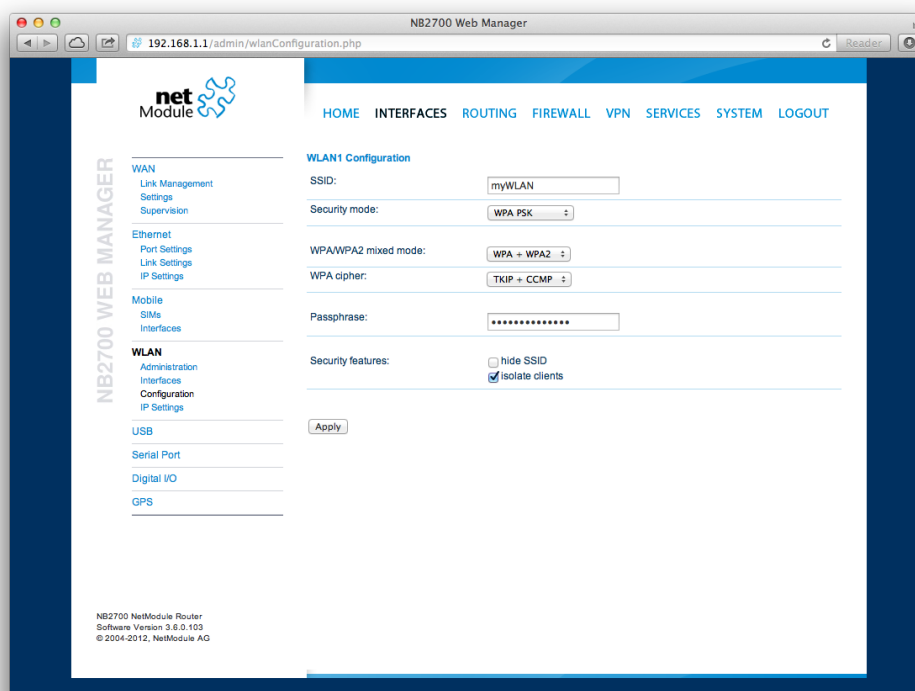 NB2700 Web Manager
192.168.1.1/admin/wlanConfiguration.php
Reader
net
Module
HOME INTERFACES ROUTING FIREWALL VPN SERVICES SYSTEM LOGOUT
NB2700 WEB MANAGER
WAN
Link Management
Settings
Supervision
Ethernet
Port Settings
Link Settings
IP Settings
Mobile
SIMs
Interfaces
WLAN
Administration
Interfaces
Configuration
IP Settings
USB
Serial Port
Digital I/O
GPS
WLAN1 Configuration
SSID: myWLAN
Security mode: WPA PSK
WPA/WPA2 mixed mode: WPA + WPA2
WPA cipher: TKIP + CCMP
Passphrase: ••••••••••••••
Security features: hide SSID
isolate clients
Apply
NB2700 NetModule Router
Software Version 3.6.0.103
© 2004-2012, NetModule AG